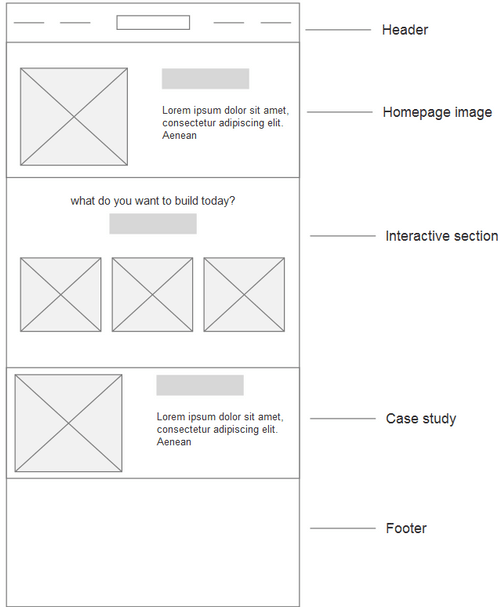 Header
Lorem ipsum dolor sit amet,
consectetur adipiscing elit.
Aenean
Homepage image
what do you want to build today?
Interactive section
Lorem ipsum dolor sit amet,
consectetur adipiscing elit.
Aenean
Case study
Footer